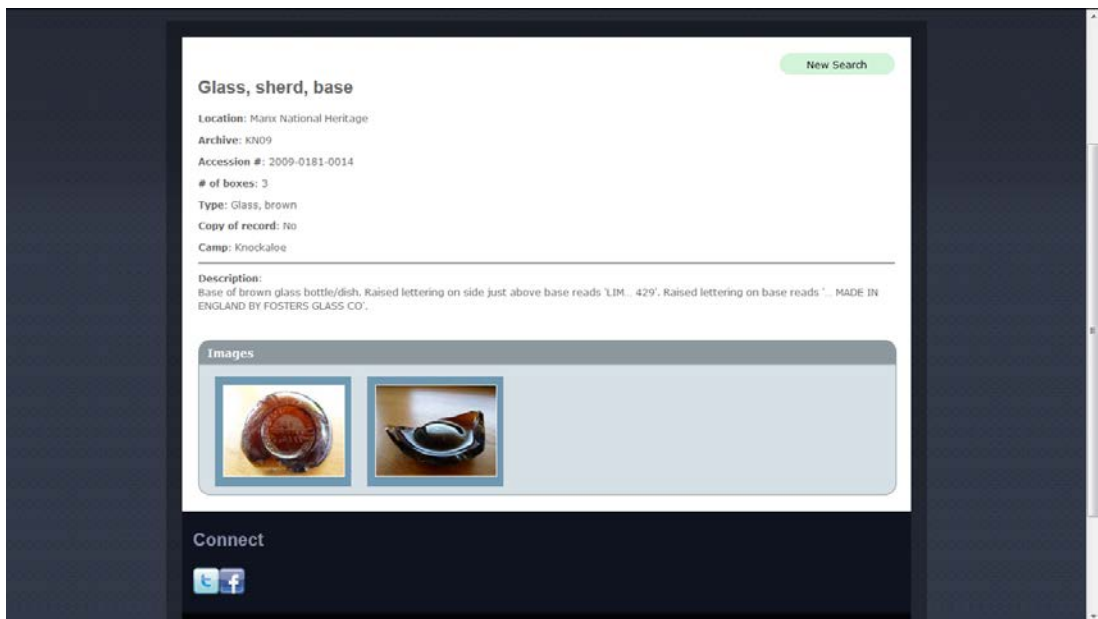 New Search
Glass, sherd, base
Location: Manx National Heritage
Archive: KN09
Accession #: 2009-0181-0014
# of boxes: 3
Type: Glass, brown
Copy of record: No
Camp: Knockaloe
Description:
Base of brown glass bottle/dish. Raised lettering on side just above base reads 'LIM... 429'. Raised lettering on base reads '... MADE IN
ENGLAND BY FOSTERS GLASS CO'.
Images
Connect